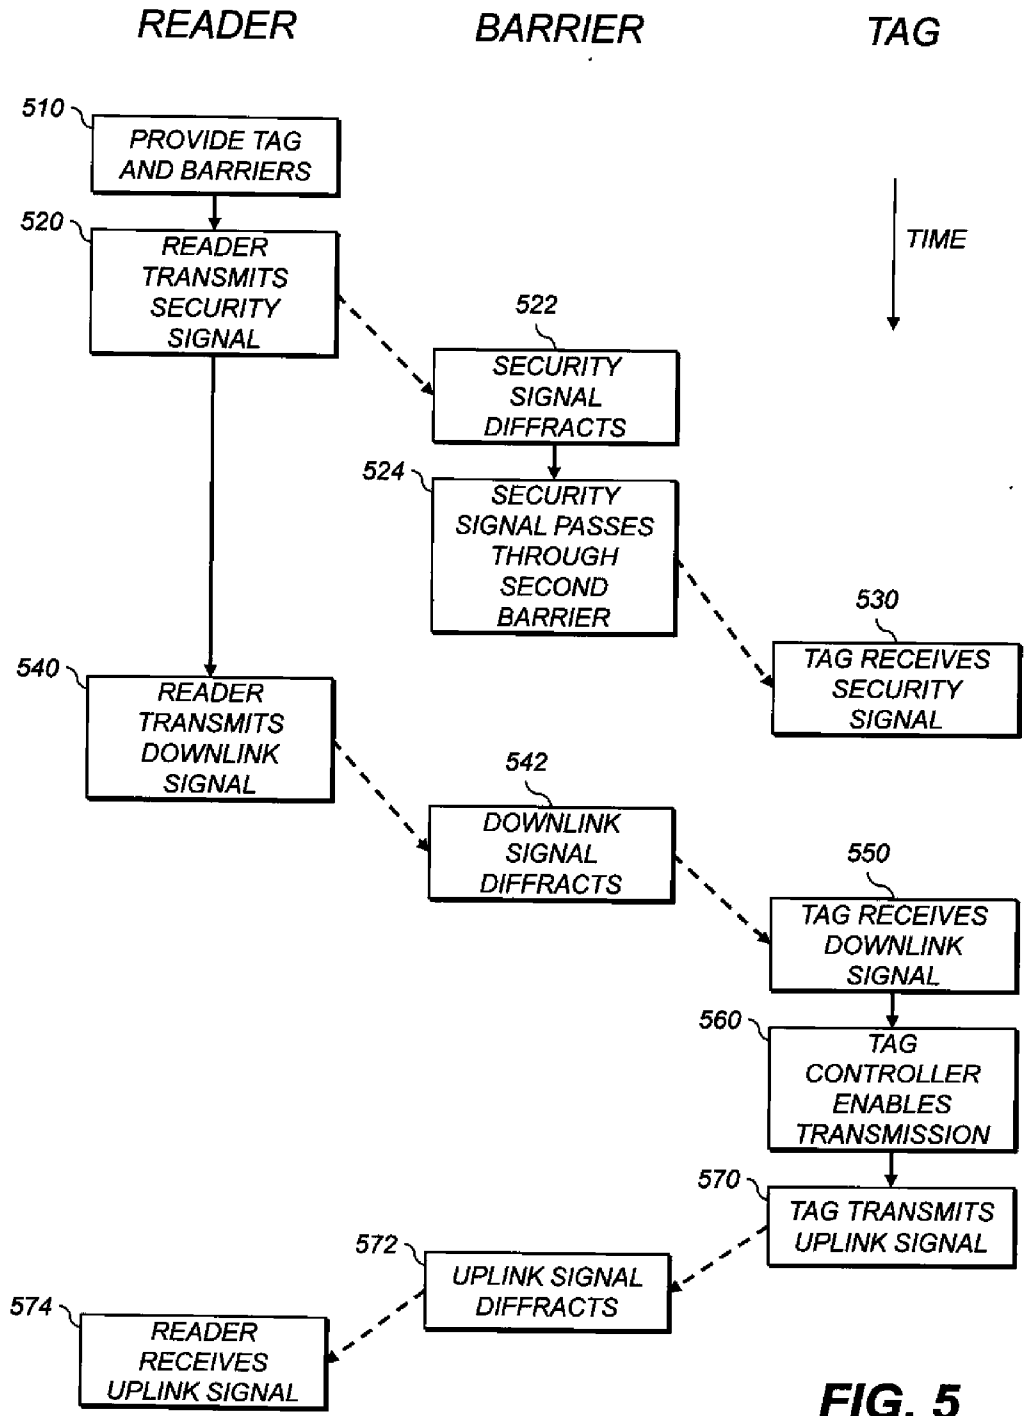 READER
BARRIER
TAG
510
PROVIDE TAG
AND BARRIERS
TIME
520
READER
TRANSMITS
SECURITY
SIGNAL
522
SECURITY
SIGNAL
DIFFRACTS
524
SECURITY
SIGNAL PASSES
THROUGH
SECOND
BARRIER
530
TAG RECEIVES
SECURITY
SIGNAL
540
READER
TRANSMITS
DOWNLINK
SIGNAL
542
DOWNLINK
SIGNAL
DIFFRACTS
550
TAG RECEIVES
DOWNLINK
SIGNAL
560
TAG
CONTROLLER
ENABLES
TRANSMISSION
570
TAG TRANSMITS
UPLINK SIGNAL
572
UPLINK SIGNAL
DIFFRACTS
574
READER
RECEIVES
UPLINK SIGNAL
FIG. 5